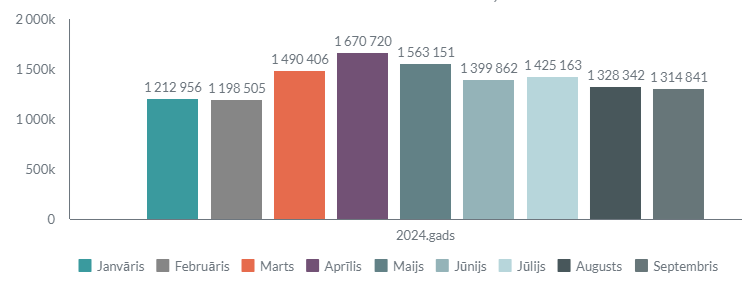 2 000k
1 500k
1 000k
500k
0
1 212 956
1 198 505
1 490 406
1 670 720
1 563 151
1 399 862
1 425 163
1 328 342
1 314 841
2024.gads
Janvāris Februāris Marts Aprīlis Maijs Jūnijs Jūlijs Augusts Septembris